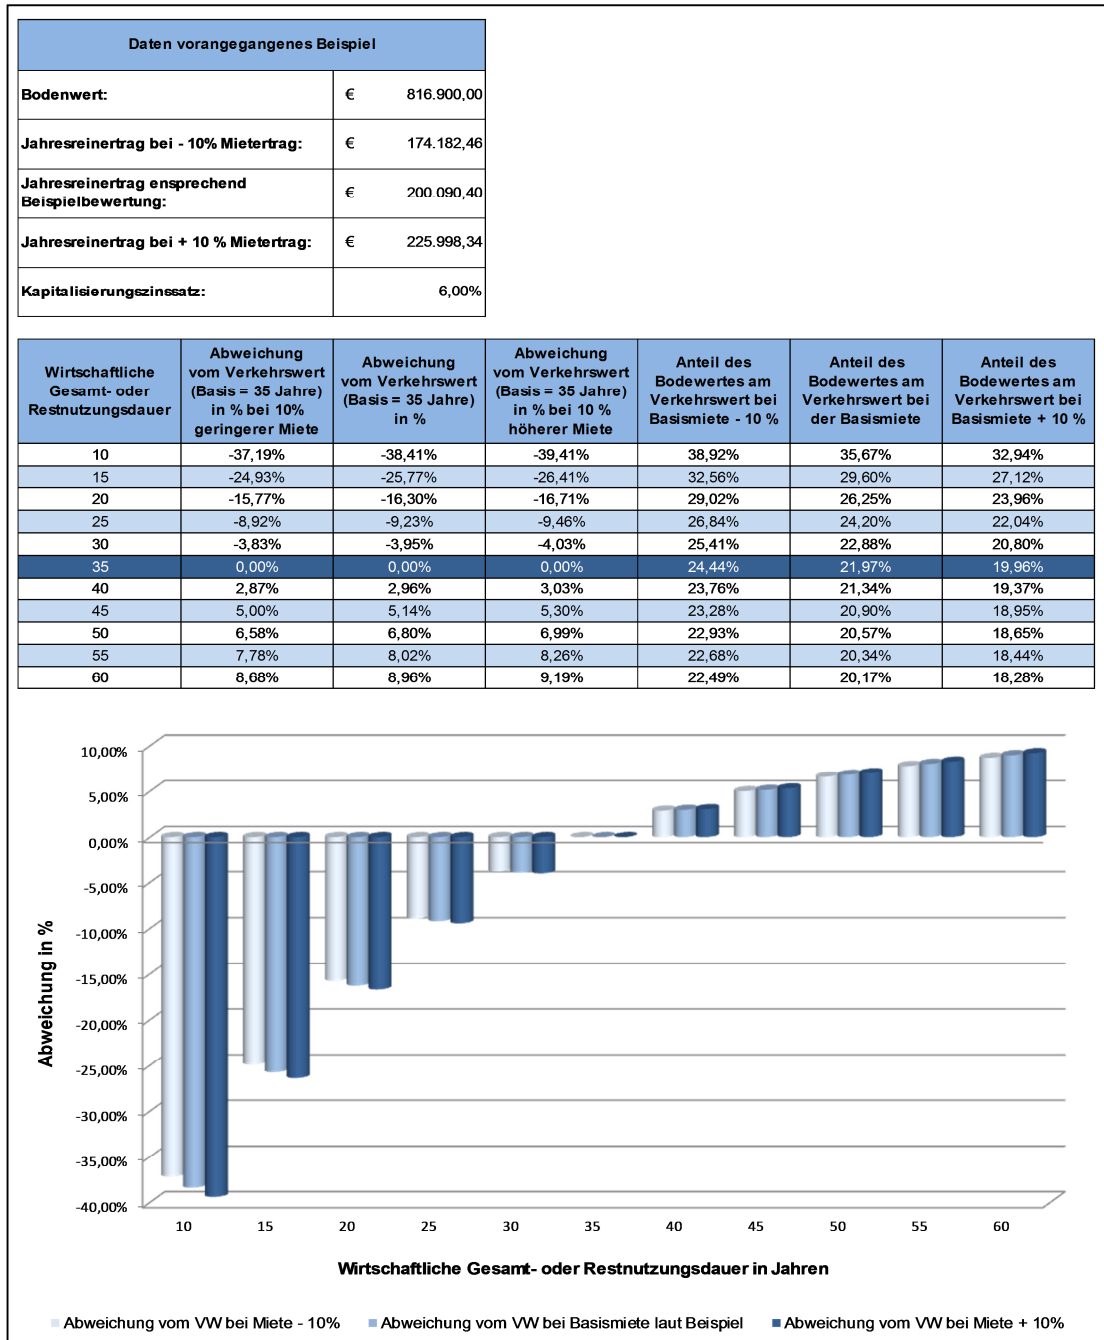 Daten vorangegangenes Beispiel
Bodenwert: € 816.900,00
Jahresreinertrag bei - 10% Mietertrag: € 174.182,46
Jahresreinertrag ensprechend
Beispielbewertung: € 200.090,40
Jahresreinertrag bei + 10 % Mietertrag: € 225.998,34
Kapitalisierungszinssatz: 6,00%
Wirtschaftliche
Gesamt- oder
Restnutzungsdauer
Abweichung
vom Verkehrswert
(Basis = 35 Jahre)
in % bei 10%
geringerer Miete
Abweichung
vom Verkehrswert
(Basis = 35 Jahre)
in %
Abweichung
vom Verkehrswert
(Basis = 35 Jahre)
in % bei 10 %
höherer Miete
Anteil des
Bodewertes am
Verkehrswert bei
Basismiete - 10 %
Anteil des
Bodewertes am
Verkehrswert bei
der Basismiete
Anteil des
Bodewertes am
Verkehrswert bei
Basismiete + 10 %
10 -37,19% -38,41% -39,41% 38,92% 35,67% 32,94%
15 -24,93% -25,77% -26,41% 32,56% 29,60% 27,12%
20 -15,77% -16,30% -16,71% 29,02% 26,25% 23,96%
25 -8,92% -9,23% -9,46% 26,84% 24,20% 22,04%
30 -3,83% -3,95% -4,03% 25,41% 22,88% 20,80%
35 0,00% 0,00% 0,00% 24,44% 21,97% 19,96%
40 2,87% 2,96% 3,03% 23,76% 21,34% 19,37%
45 5,00% 5,14% 5,30% 23,28% 20,90% 18,95%
50 6,58% 6,80% 6,99% 22,93% 20,57% 18,65%
55 7,78% 8,02% 8,26% 22,68% 20,34% 18,44%
60 8,68% 8,96% 9,19% 22,49% 20,17% 18,28%
Abweichung in %
10,00%
5,00%
0,00%
-5,00%
-10,00%
-15,00%
-20,00%
-25,00%
-30,00%
-35,00%
-40,00%
10 15 20 25 30 35 40 45 50 55 60
Wirtschaftliche Gesamt- oder Restnutzungsdauer in Jahren
Abweichung vom VW bei Miete - 10% Abweichung vom VW bei Basismiete laut Beispiel Abweichung vom VW bei Miete + 10%